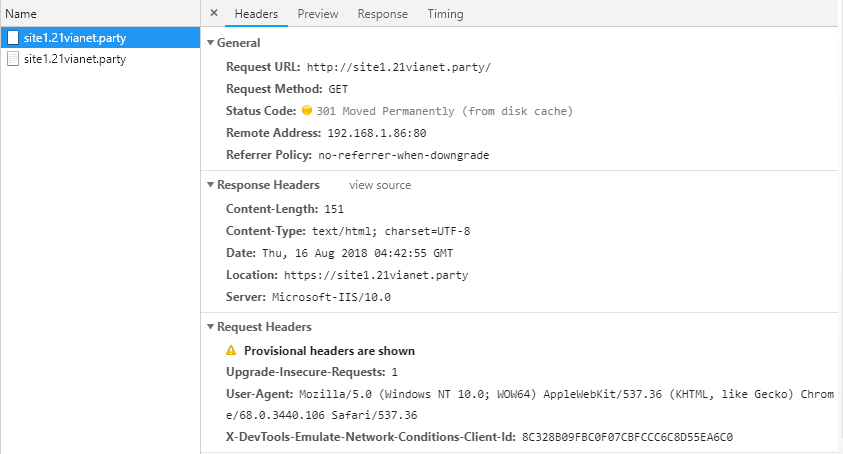 Name
× Headers Preview Response Timing
site1.21vianet.party
site1.21vianet.party
General
Request URL: http://site1.21vianet.party/
Request Method: GET
Status Code: 301 Moved Permanently (from disk cache)
Remote Address: 192.168.1.86:80
Referrer Policy: no-referrer-when-downgrade
Response Headers view source
Content-Length: 151
Content-Type: text/html; charset=UTF-8
Date: Thu, 16 Aug 2018 04:42:55 GMT
Location: https://site1.21vianet.party
Server: Microsoft-IIS/10.0
Request Headers
Provisional headers are shown
Upgrade-Insecure-Requests: 1
User-Agent: Mozilla/5.0 (Windows NT 10.0; WOW64) AppleWebKit/537.36 (KHTML, like Gecko) Chrom
e/68.0.3440.106 Safari/537.36
X-DevTools-Emulate-Network-Conditions-Client-Id: 8C328B09FBC0F07CBFCCC6C8D55EA6C0